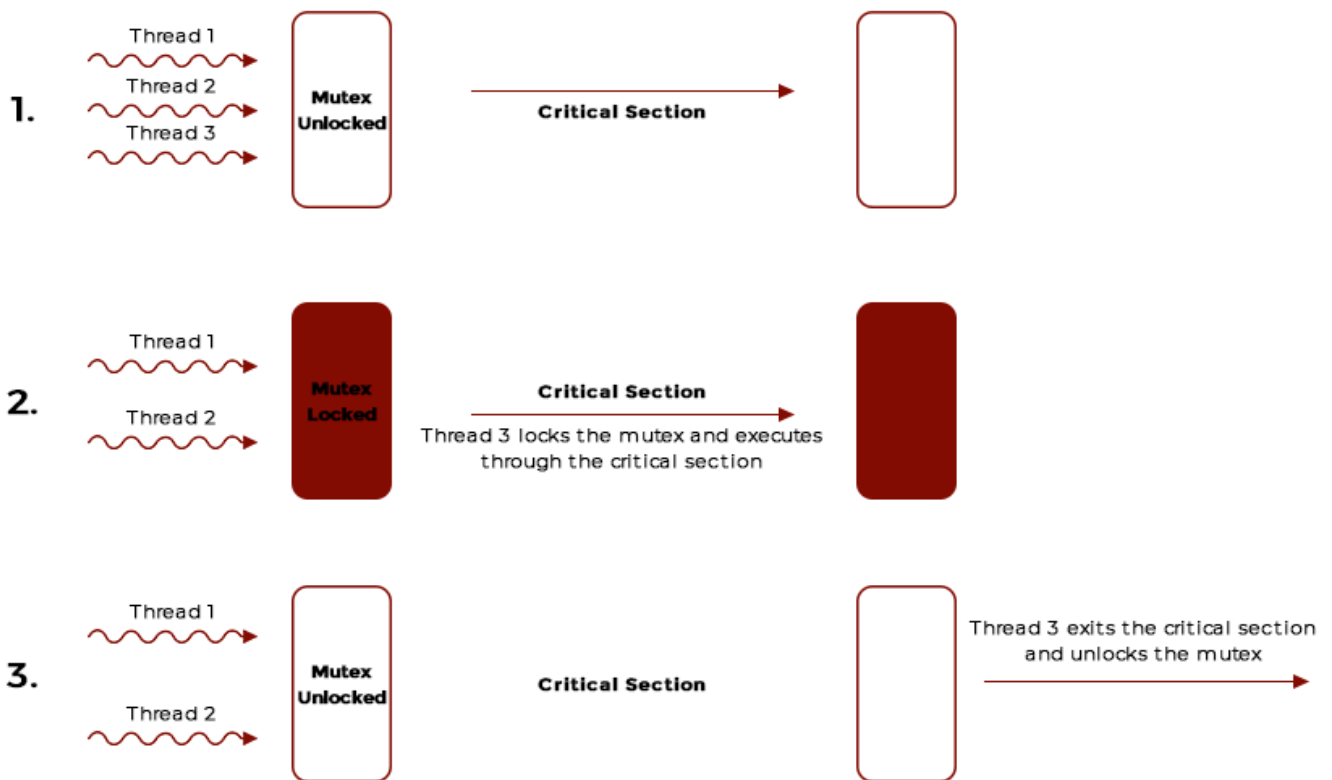 Thread 1
Thread 2
1.
Thread 3
Mutex
Unlocked
Critical Section
Thread 1
2.
Thread 2
Mutex
Locked
Critical Section
Thread 3 locks the mutex and executes
through the critical section
Thread 1
3.
Thread 2
Mutex
Unlocked
Critical Section
Thread 3 exits the critical section
and unlocks the mutex